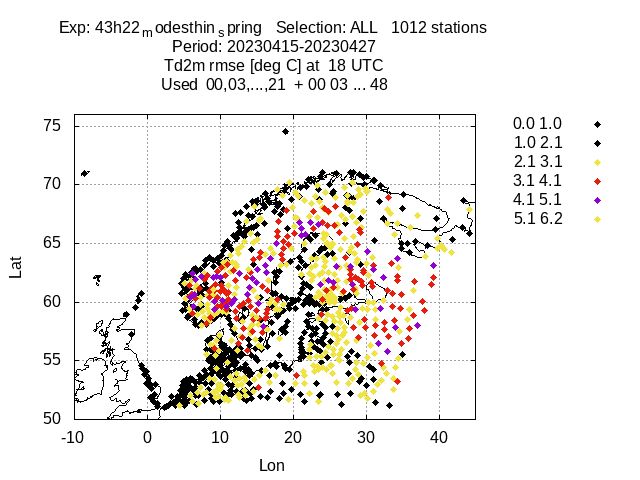 Exp: 43h22modesthinspring Selection: ALL 1012 stations
Period: 20230415-20230427
Td2m rmse [deg C] at 18 UTC
Used 00,03,...,21 + 00 03 ... 48
75
70
65
60
55
50
Lat
-10 0 10 20 30 40
Lon
0.0 1.0
1.0 2.1
2.1 3.1
3.1 4.1
4.1 5.1
5.1 6.2